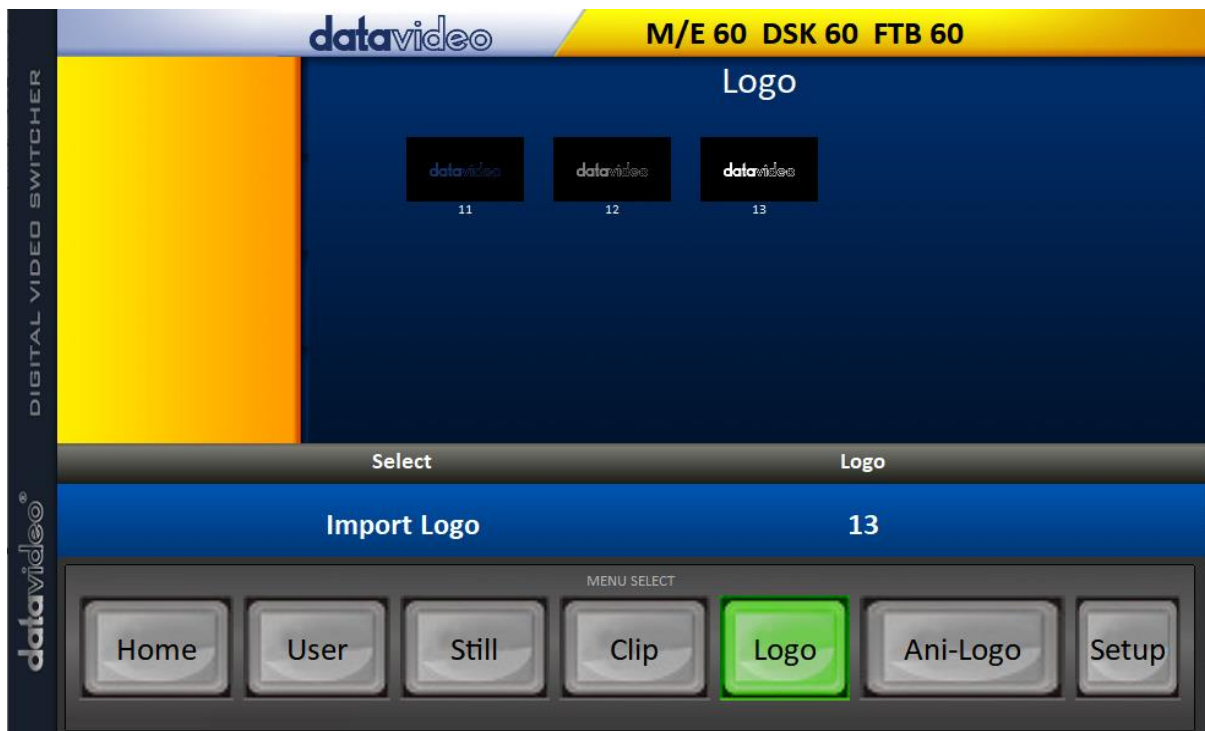 datavideo M/E 60 DSK 60 FTB 60
DIGITAL VIDEO SWITCHER
datavideo®
Logo
datavideo datavideo datavideo
11 12 13
Select Logo
Import Logo 13
MENU SELECT
Home User Still Clip Logo Ani-Logo Setup